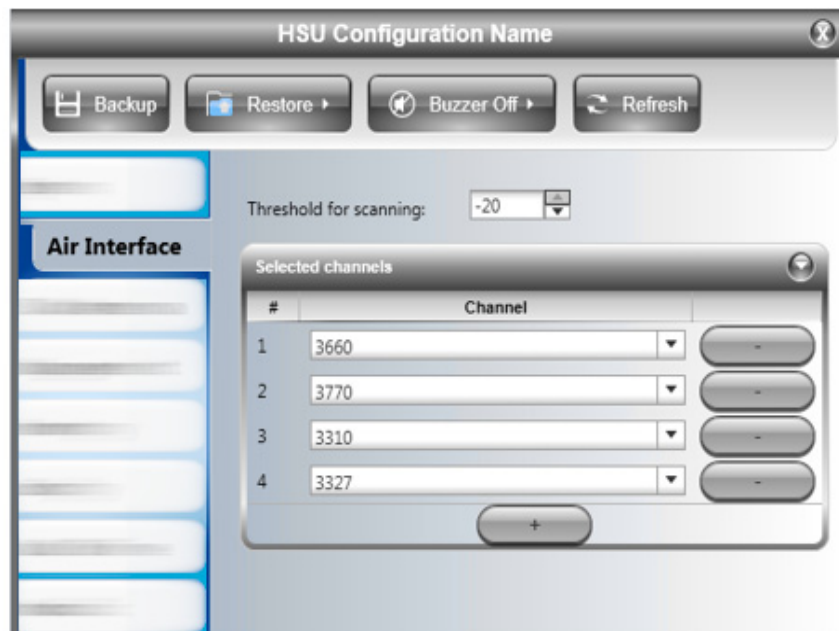 HSU Configuration Name
Backup Restore Buzzer Off Refresh
Threshold for scanning: -20
Air Interface
Selected channels
# Channel
1 3660 -
2 3770 -
3 3310 -
4 3327 -
+